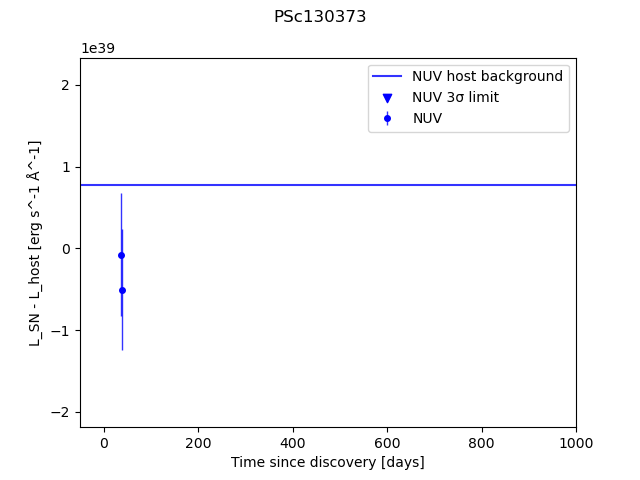 PSc130373
1e39
NUV host background
NUV 3σ limit
NUV
2
1
0
−1
−2
L_SN - L_host [erg s^-1 Å^-1]
0 200 400 600 800 1000
Time since discovery [days]